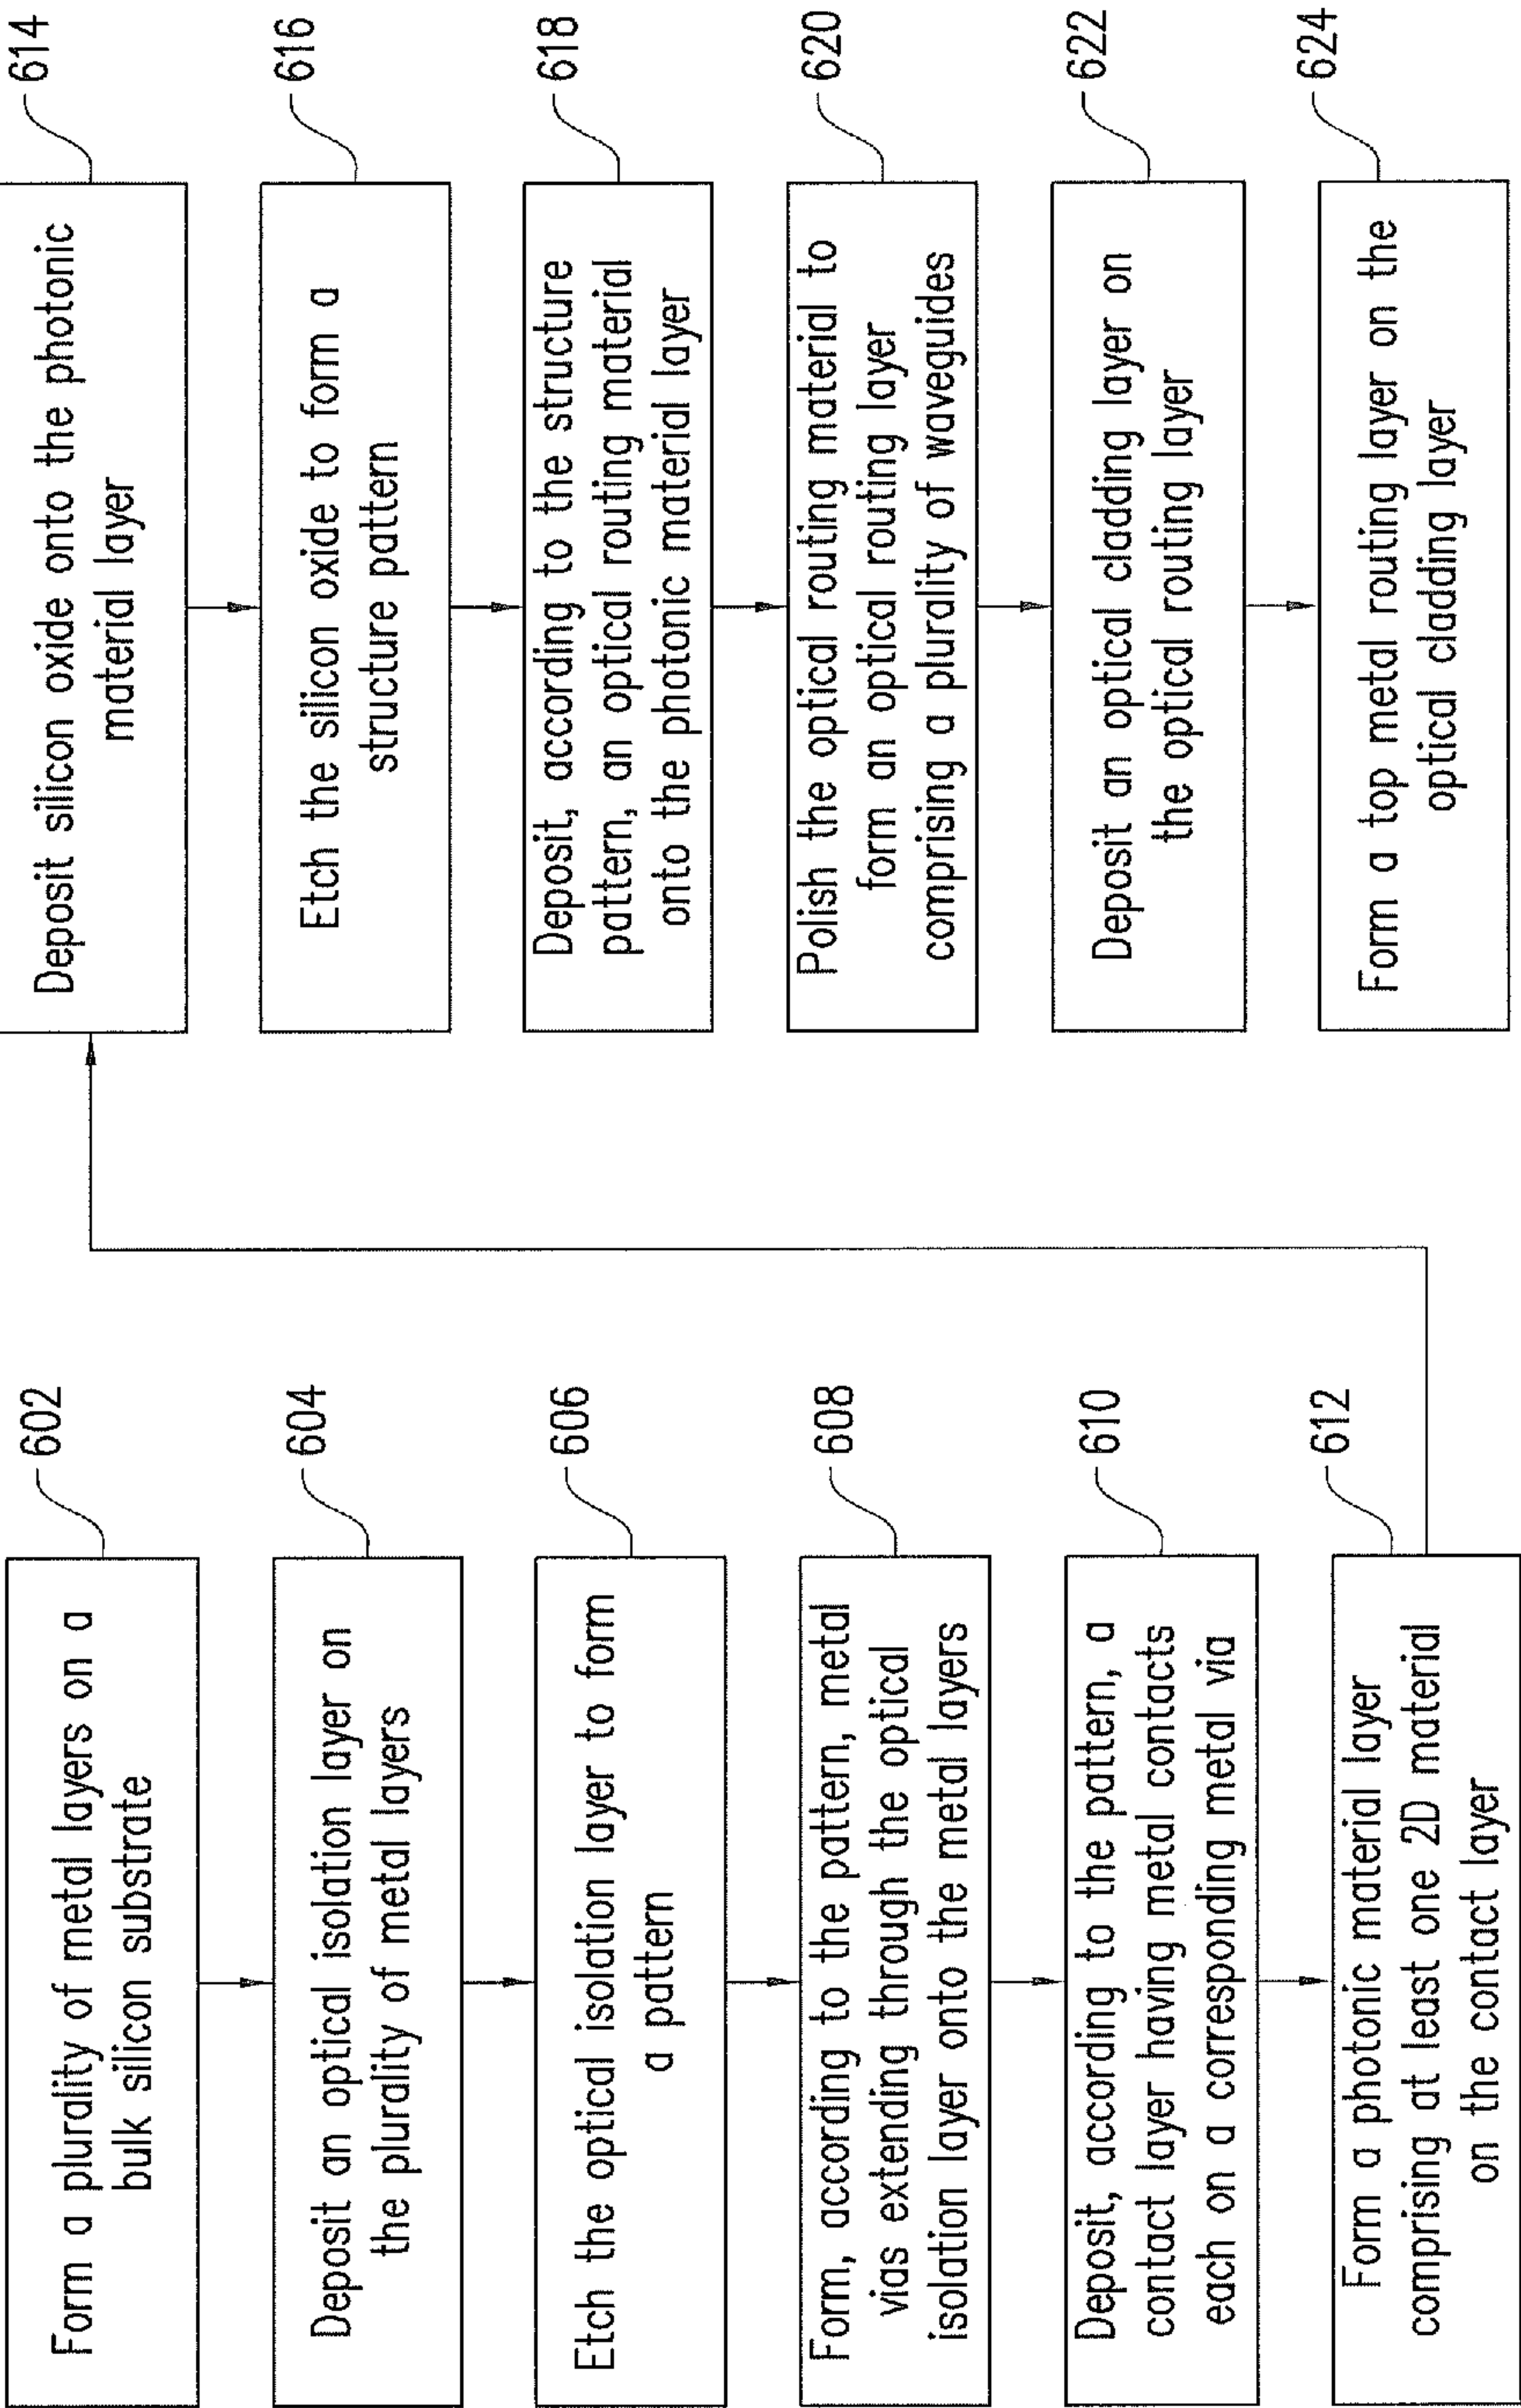 602
Form a plurality of metal layers on a
bulk silicon substrate
604
Deposit an optical isolation layer on
the plurality of metal layers
606
Etch the optical isolation layer to form
a pattern
608
Form, according to the pattern, metal
vias extending through the optical
isolation layer onto the metal layers
610
Deposit, according to the pattern, a
contact layer having metal contacts
each on a corresponding metal via
612
Form a photonic material layer
comprising at least one 2D material
on the contact layer
614
Deposit silicon oxide onto the photonic
material layer
616
Etch the silicon oxide to form a
structure pattern
618
Deposit, according to the structure
pattern, an optical routing material
onto the photonic material layer
620
Polish the optical routing material to
form an optical routing layer
comprising a plurality of waveguides
622
Deposit an optical cladding layer on
the optical routing layer
624
Form a top metal routing layer on the
optical cladding layer